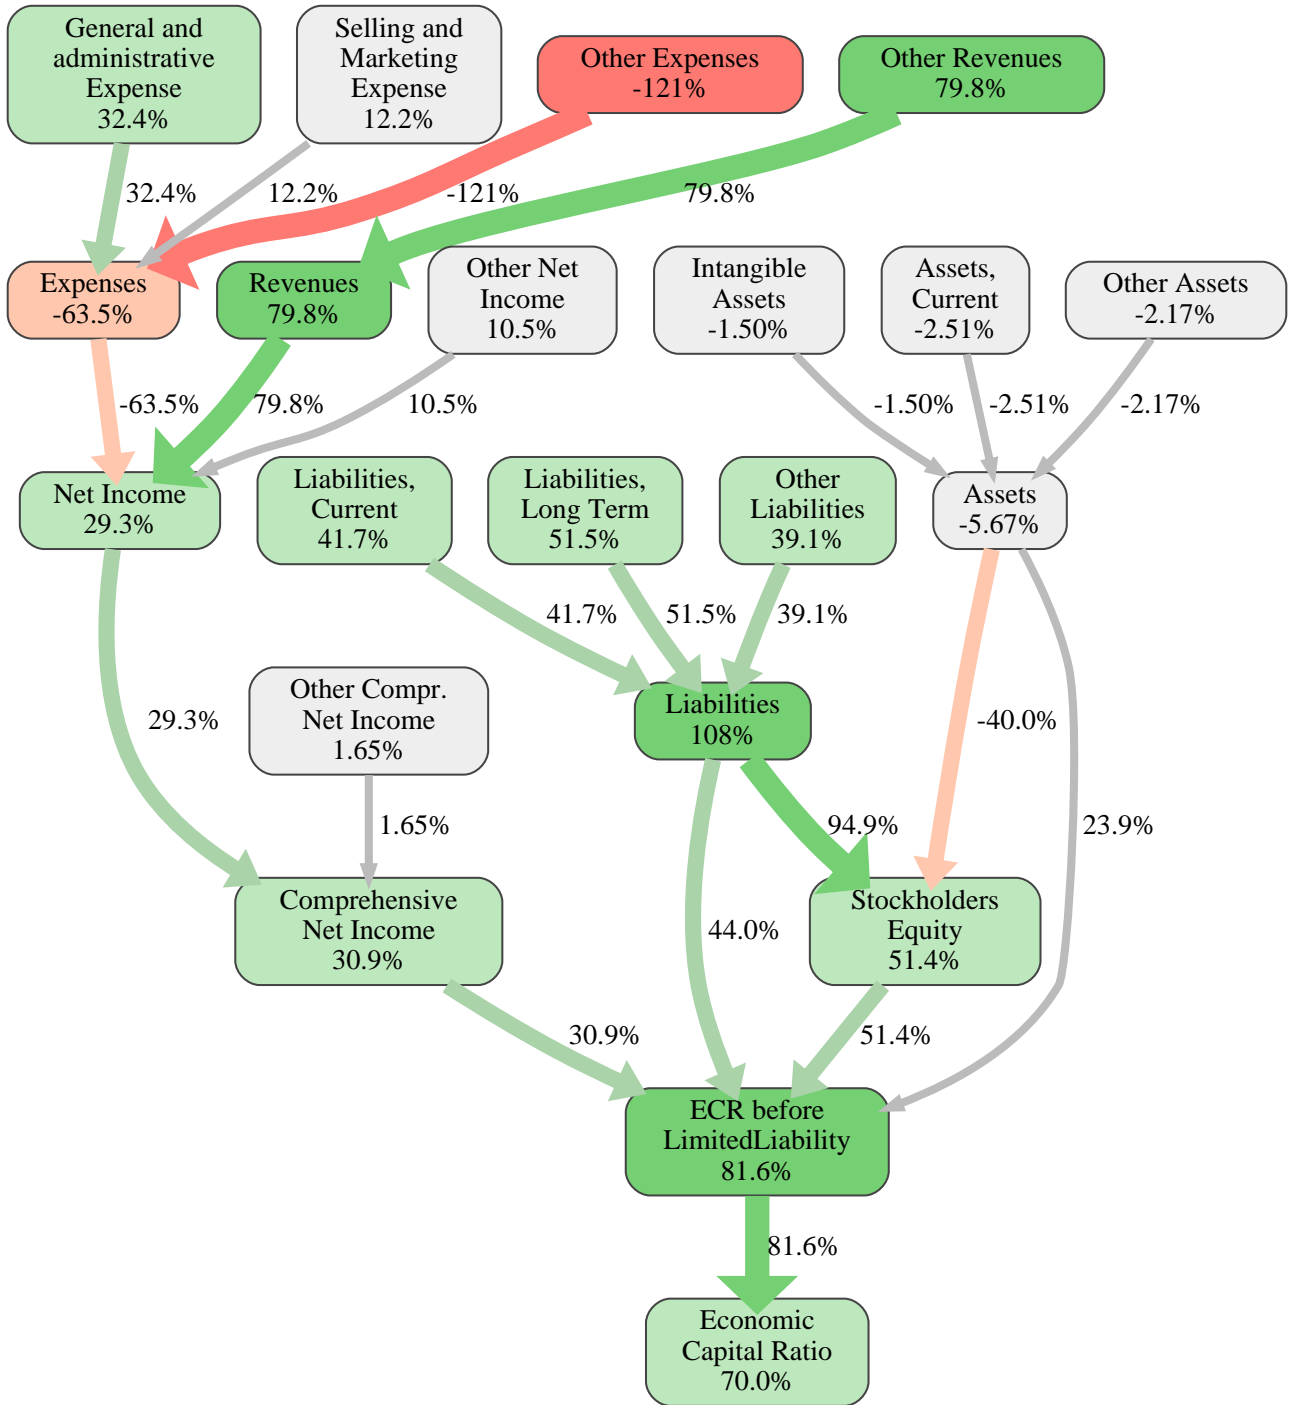 General and
administrative
Expense
32.4%
Selling and
Marketing
Expense
12.2%
Other Expenses
-121%
Other Revenues
79.8%
32.4%
12.2%
-121%
79.8%
Expenses
-63.5%
Revenues
79.8%
Other Net
Income
10.5%
Intangible
Assets
-1.50%
Assets,
Current
-2.51%
Other Assets
-2.17%
-63.5%
79.8%
10.5%
-1.50%
-2.51%
-2.17%
Net Income
29.3%
Liabilities,
Current
41.7%
Liabilities,
Long Term
51.5%
Other
Liabilities
39.1%
Assets
-5.67%
41.7%
51.5%
39.1%
29.3%
Other Compr.
Net Income
1.65%
Liabilities
108%
-40.0%
1.65%
94.9%
23.9%
Comprehensive
Net Income
30.9%
44.0%
Stockholders
Equity
51.4%
30.9%
51.4%
ECR before
LimitedLiability
81.6%
81.6%
Economic
Capital Ratio
70.0%